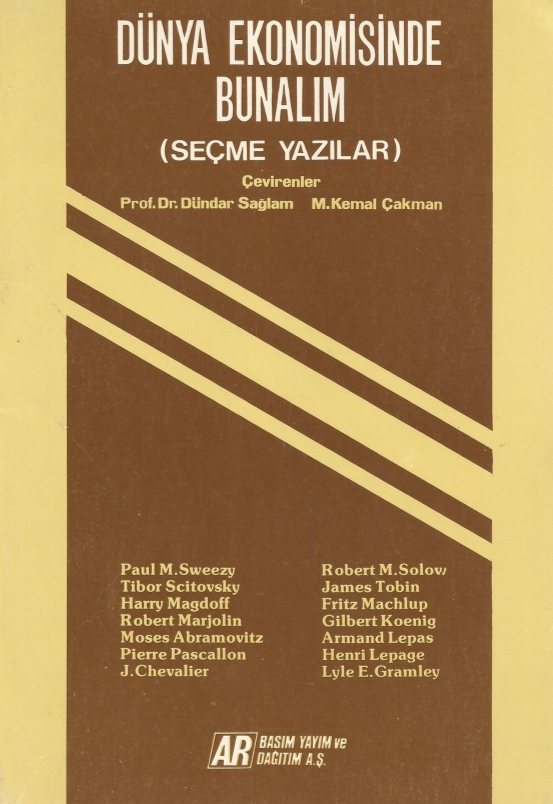 DÜNYA EKONOMİSİNDE
BUNALIM
(SEÇME YAZILAR)
Çevirenler
Prof. Dr. Dündar Sağlam M. Kemal Çakman
Paul M. Sweezy
Tibor Scitovsky
Harry Magdoff
Robert Marjolin
Moses Abramovitz
Pierre Pascallon
J. Chevalier
Robert M. Solow
James Tobin
Fritz Machlup
Gilbert Koenig
Armand Lepas
Henri Lepage
Lyle E. Gramley
AR BASIM YAYIM ve
DAĞITIM A.Ş.